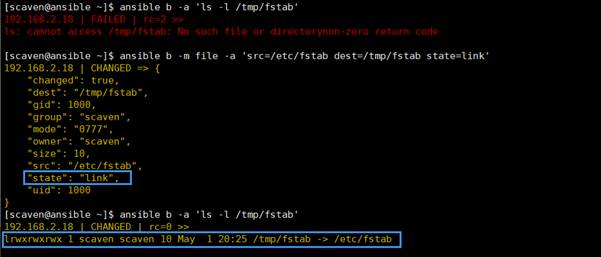 [scaven@ansible ~]$ ansible b -a 'ls -l /tmp/fstab'
192.168.2.18 | FAILED | rc=2 >>
ls: cannot access /tmp/fstab: No such file or directorynon-zero return code
[scaven@ansible ~]$ ansible b -m file -a 'src=/etc/fstab dest=/tmp/fstab state=link'
192.168.2.18 | CHANGED => {
    "changed": true,
    "dest": "/tmp/fstab",
    "gid": 1000,
    "group": "scaven",
    "mode": "0777",
    "owner": "scaven",
    "size": 10,
    "src": "/etc/fstab",
    "state": "link",
    "uid": 1000
}
[scaven@ansible ~]$ ansible b -a 'ls -l /tmp/fstab'
192.168.2.18 | CHANGED | rc=0 >>
lrwxrwxrwx 1 scaven scaven 10 May  1 20:25 /tmp/fstab -> /etc/fstab